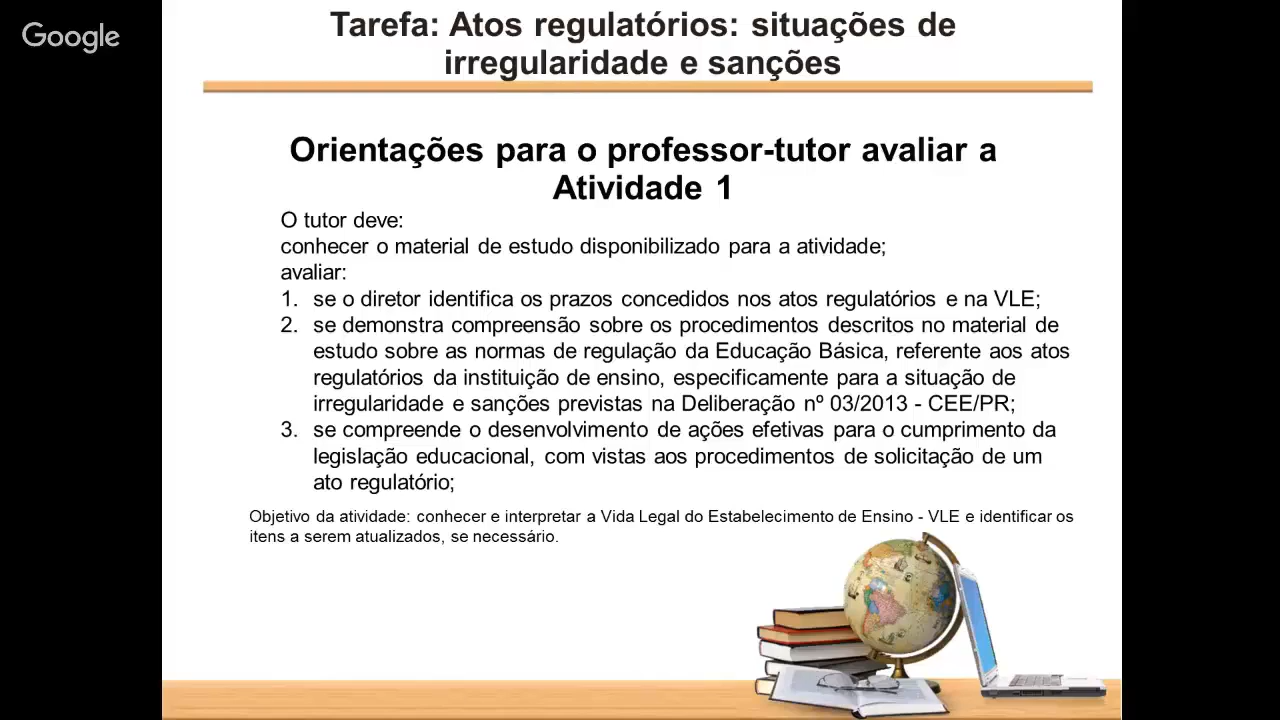 Google
Tarefa: Atos regulatórios: situações de
irregularidade e sanções
Orientações para o professor-tutor avaliar a
Atividade 1
O tutor deve:
conhecer o material de estudo disponibilizado para a atividade;
avaliar:
1. se o diretor identifica os prazos concedidos nos atos regulatórios e na VLE;
2. se demonstra compreensão sobre os procedimentos descritos no material de
estudo sobre as normas de regulação da Educação Básica, referente aos atos
regulatórios da instituição de ensino, especificamente para a situação de
irregularidade e sanções previstas na Deliberação nº 03/2013 - CEE/PR;
3. se compreende o desenvolvimento de ações efetivas para o cumprimento da
legislação educacional, com vistas aos procedimentos de solicitação de um
ato regulatório;
Objetivo da atividade: conhecer e interpretar a Vida Legal do Estabelecimento de Ensino - VLE e identificar os
itens a serem atualizados, se necessário.